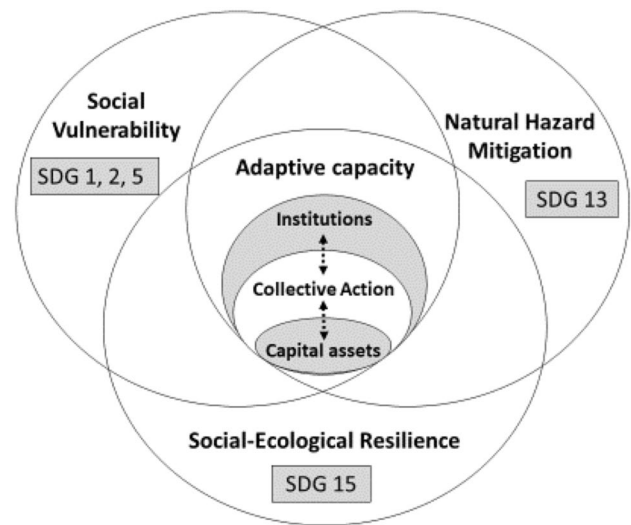 Social
Vulnerability
SDG 1, 2, 5
Natural Hazard
Mitigation
SDG 13
Adaptive capacity
Institutions
Collective Action
Capital assets
Social-Ecological Resilience
SDG 15